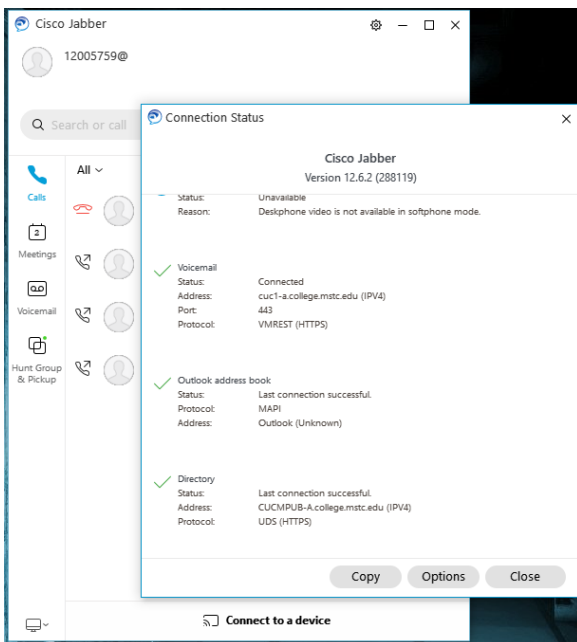 Cisco Jabber
12005759@
Search or call
All
Calls
2
Meetings
Voicemail
Hunt Group
& Pickup
Connect to a device
Connection Status
Cisco Jabber
Version 12.6.2 (288119)
Status: Unavailable
Reason: Deskphone video is not available in softphone mode.
Voicemail
Status: Connected
Address: cuc1-a.college.mstc.edu (IPV4)
Port: 443
Protocol: VMREST (HTTPS)
Outlook address book
Status: Last connection successful.
Protocol: MAPI
Address: Outlook (Unknown)
Directory
Status: Last connection successful.
Address: CUCMPUB-A.college.mstc.edu (IPV4)
Protocol: UDS (HTTPS)
Copy Options Close